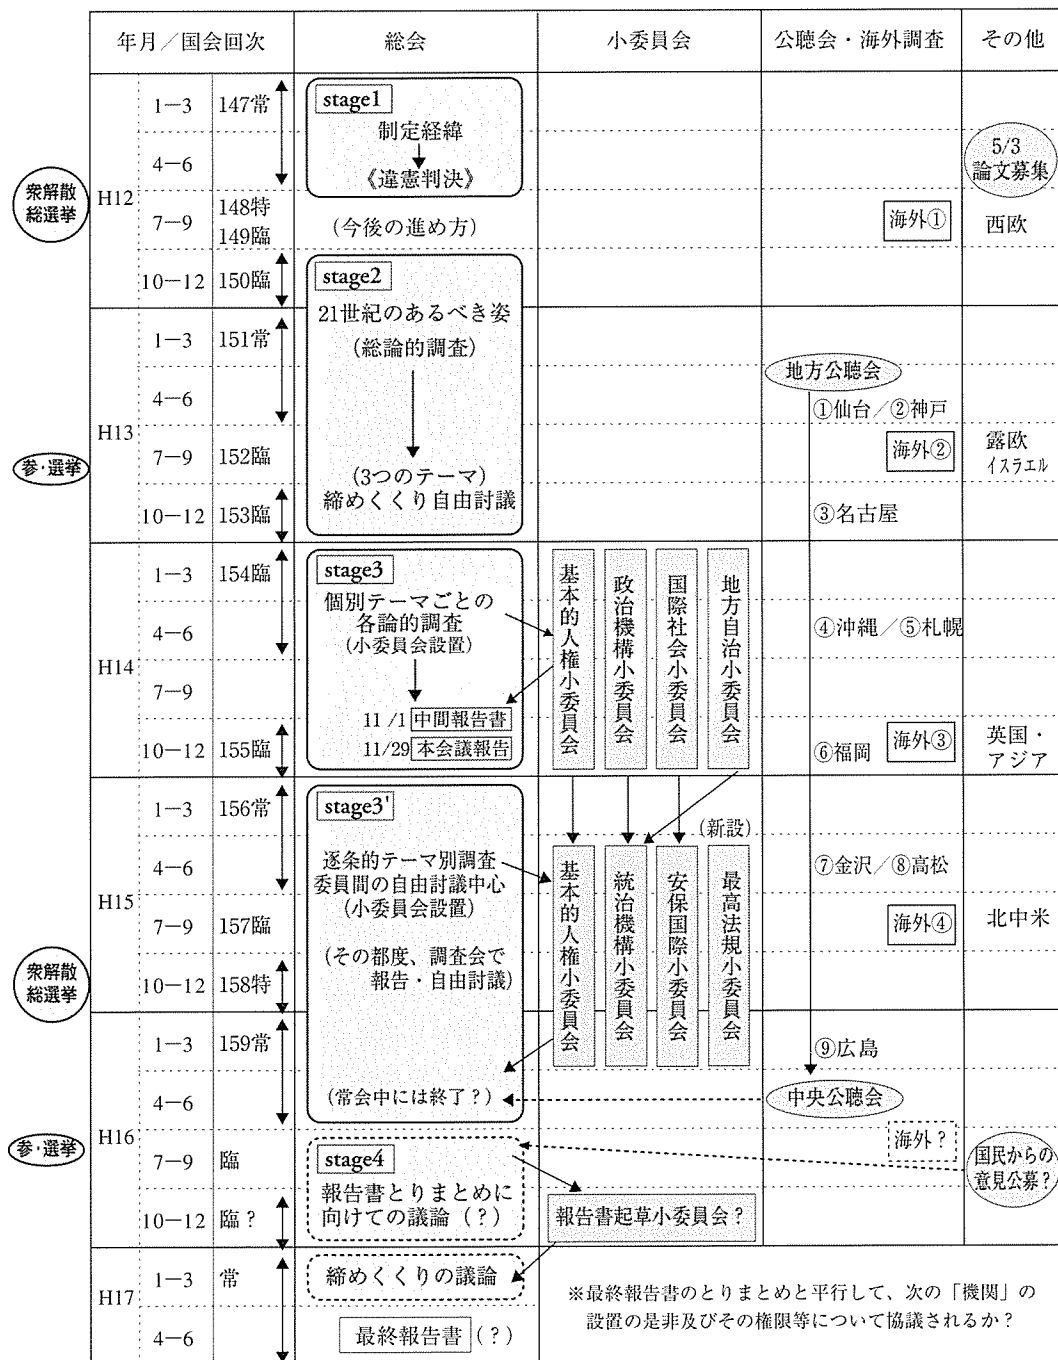 年月／国会回次
総会
小委員会
公聴会・海外調査
その他
衆解散
総選挙
H12
1－3
147常
4－6
7－9
148特
149臨
10－12
150臨
stage1
制定経緯
《違憲判決》
(今後の進め方)
5/3
論文募集
海外①
西欧
参・選挙
H13
1－3
151常
4－6
7－9
152臨
10－12
153臨
stage2
21世紀のあるべき姿
(総論的調査)
(3つのテーマ)
締めくくり自由討議
地方公聴会
①仙台／②神戸
海外②
露欧
イスラエル
③名古屋
H14
1－3
154臨
4－6
7－9
10－12
155臨
stage3
個別テーマごとの
各論的調査
(小委員会設置)
11 /1 中間報告書
11/29 本会議報告
基本的人権小委員会
政治機構小委員会
国際社会小委員会
地方自治小委員会
④沖縄／⑤札幌
⑥福岡
海外③
英国・
アジア
衆解散
総選挙
H15
1－3
156常
4－6
7－9
157臨
10－12
158特
stage3'
逐条的テーマ別調査
委員間の自由討議中心
(小委員会設置)
(その都度、調査会で
報告・自由討議)
(新設)
基本的人権小委員会
統治機構小委員会
安保国際小委員会
最高法規小委員会
⑦金沢／⑧高松
海外④
北中米
参・選挙
H16
1－3
159常
4－6
7－9
臨
10－12
臨？
(常会中には終了？)
⑨広島
中央公聴会
海外？
国民からの
意見公募？
stage4
報告書とりまとめに
向けての議論（？）
報告書起草小委員会？
H17
1－3
常
4－6
締めくくりの議論
最終報告書（？）
※最終報告書のとりまとめと平行して、次の「機関」の
設置の是非及びその権限等について協議されるか？